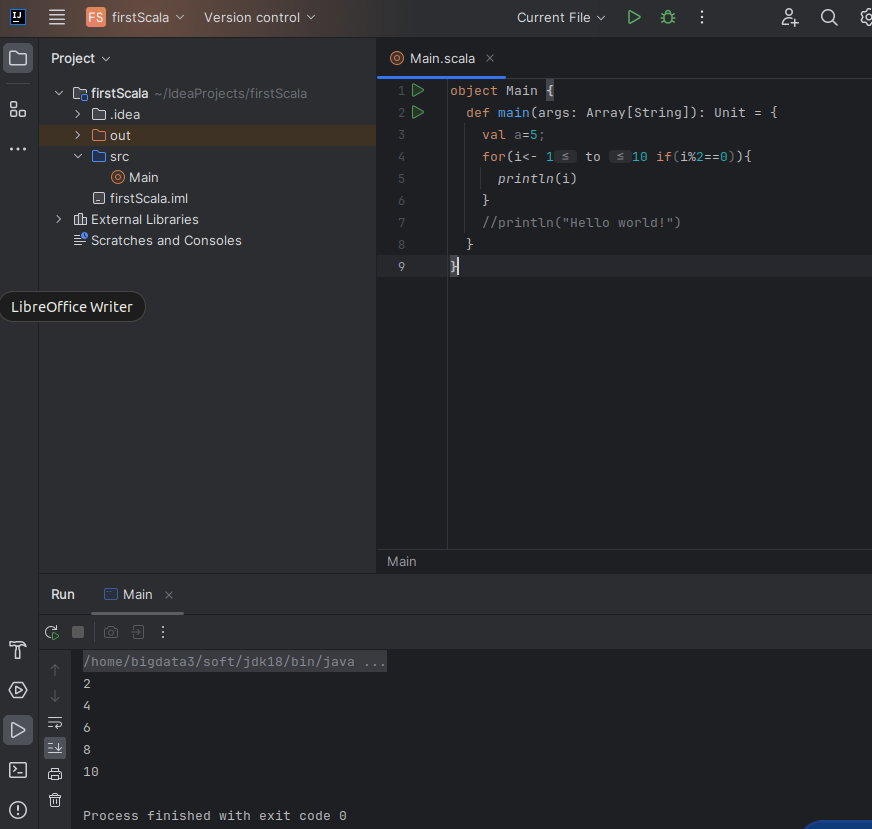 IJ
FS firstScala Version control Current File
Project
Main.scala
firstScala ~/IdeaProjects/firstScala
.idea
out
src
Main
firstScala.iml
External Libraries
Scratches and Consoles
LibreOffice Writer
1 object Main {
2 def main(args: Array[String]): Unit = {
3 val a=5;
4 for(i<- 1 ≤ to ≤ 10 if(i%2==0)){
5 println(i)
6 }
7 //println("Hello world!")
8 }
9 }
Main
Run Main
/home/bigdata3/soft/jdk18/bin/java ...
2
4
6
8
10
Process finished with exit code 0